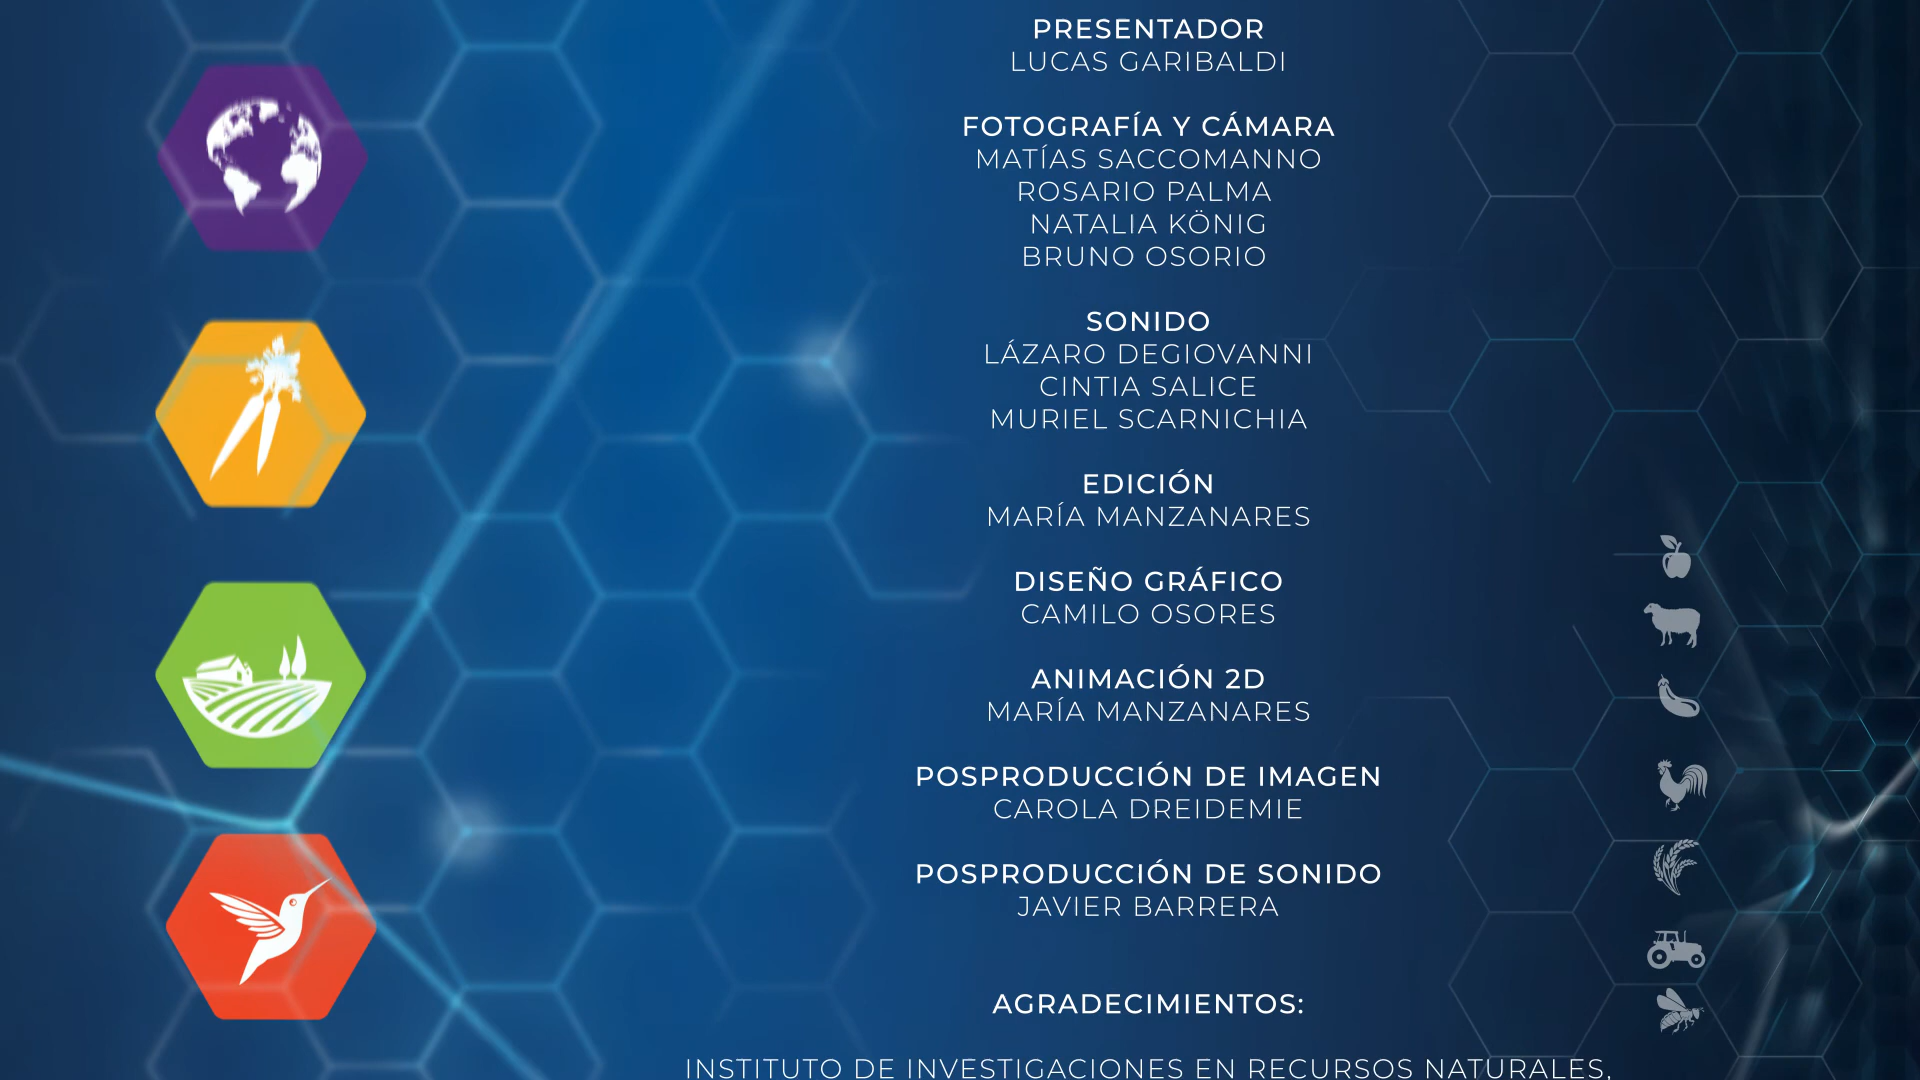 PRESENTADOR
LUCAS GARIBALDI
FOTOGRAFÍA Y CÁMARA
MATÍAS SACCOMANNO
ROSARIO PALMA
NATALIA KÖNIG
BRUNO OSORIO
SONIDO
LÁZARO DEGIOVANNI
CINTIA SALICE
MURIEL SCARNICHIA
EDICIÓN
MARÍA MANZANARES
DISEÑO GRÁFICO
CAMILO OSORES
ANIMACIÓN 2D
MARÍA MANZANARES
POSPRODUCCIÓN DE IMAGEN
CAROLA DREIDEMIE
POSPRODUCCIÓN DE SONIDO
JAVIER BARRERA
AGRADECIMIENTOS:
INSTITUTO DE INVESTIGACIONES EN RECURSOS NATURALES,